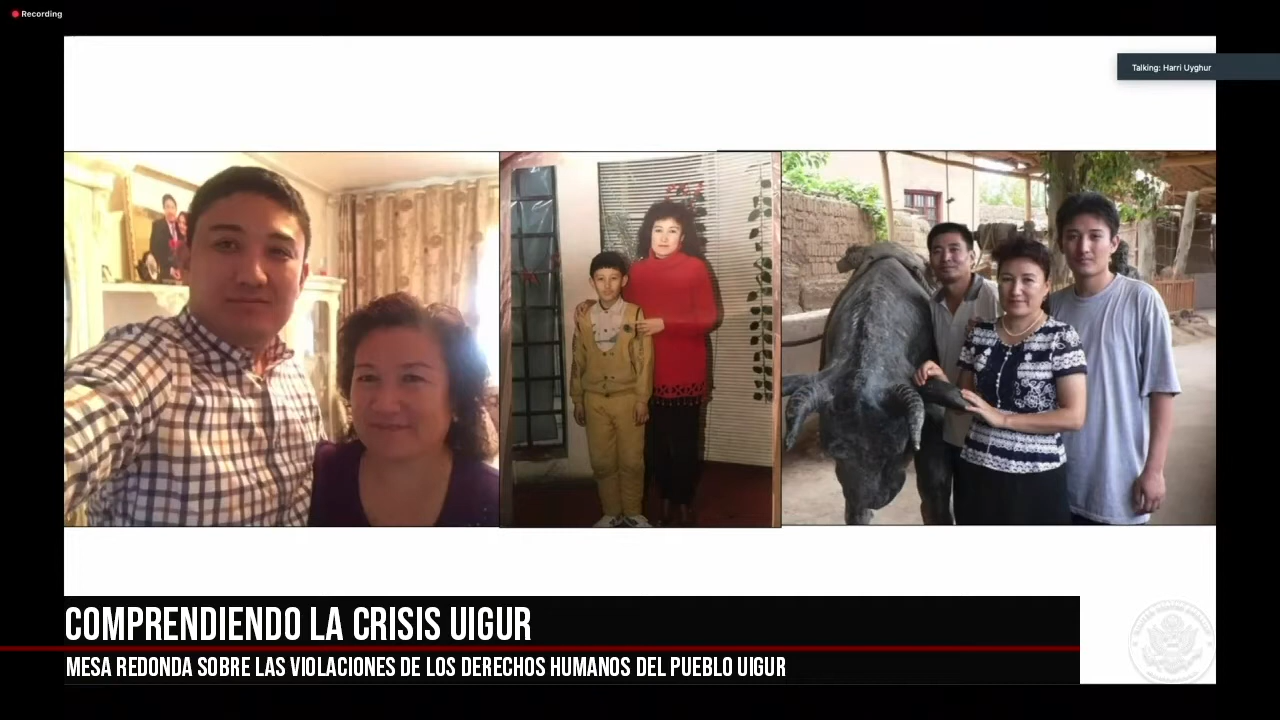 Recording
Talking: Harri Uyghur
COMPRENDIENDO LA CRISIS UIGUR
MESA REDONDA SOBRE LAS VIOLACIONES DE LOS DERECHOS HUMANOS DEL PUEBLO UIGUR